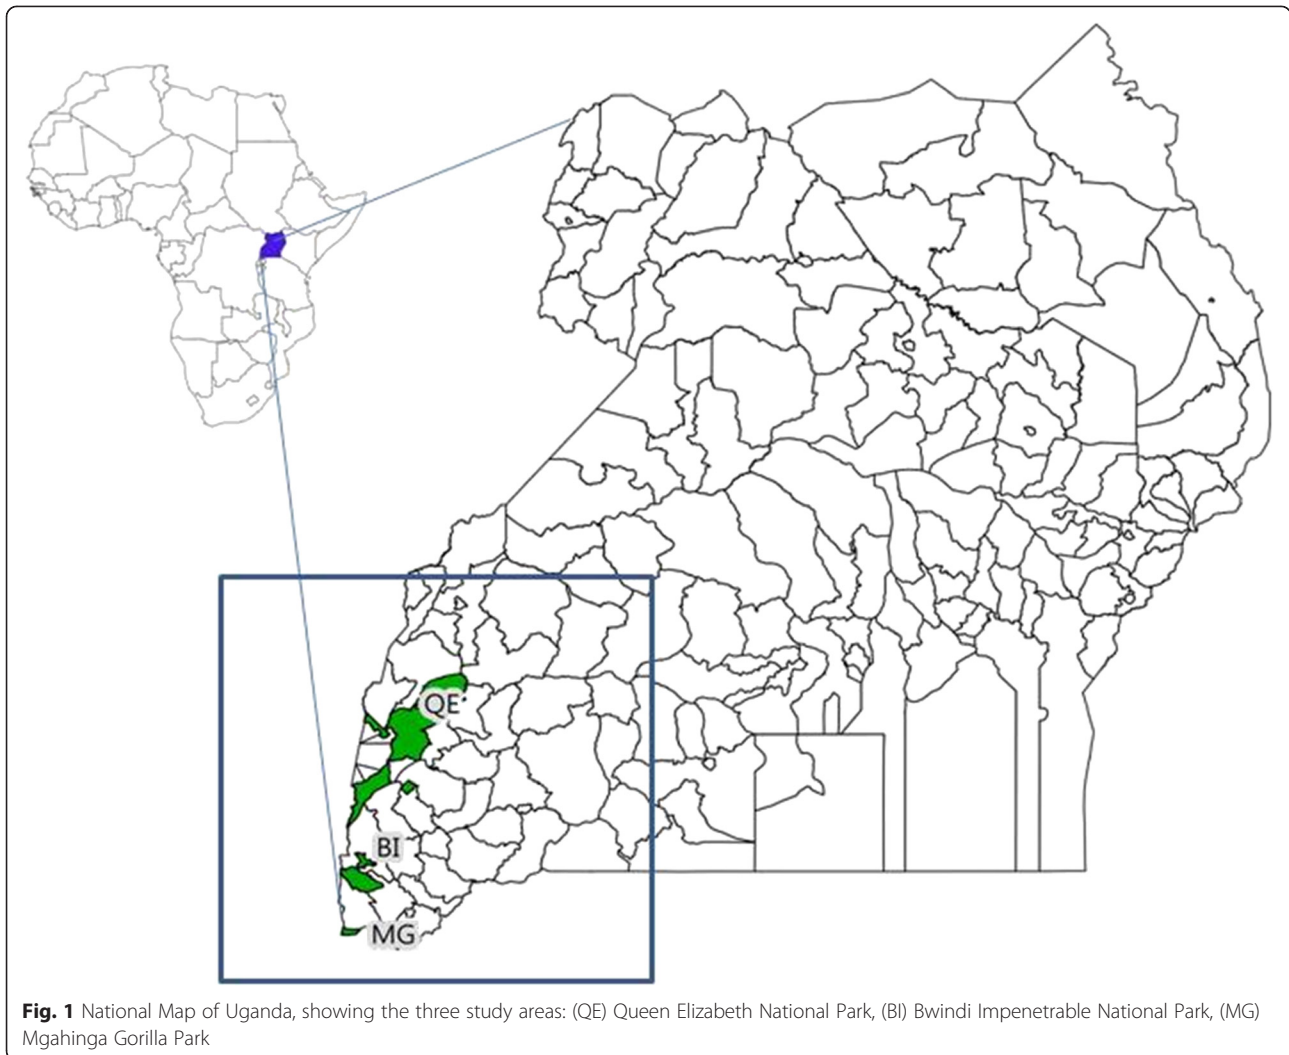 QE
BI
MG
Fig. 1 National Map of Uganda, showing the three study areas: (QE) Queen Elizabeth National Park, (BI) Bwindi Impenetrable National Park, (MG)
Mgahinga Gorilla Park